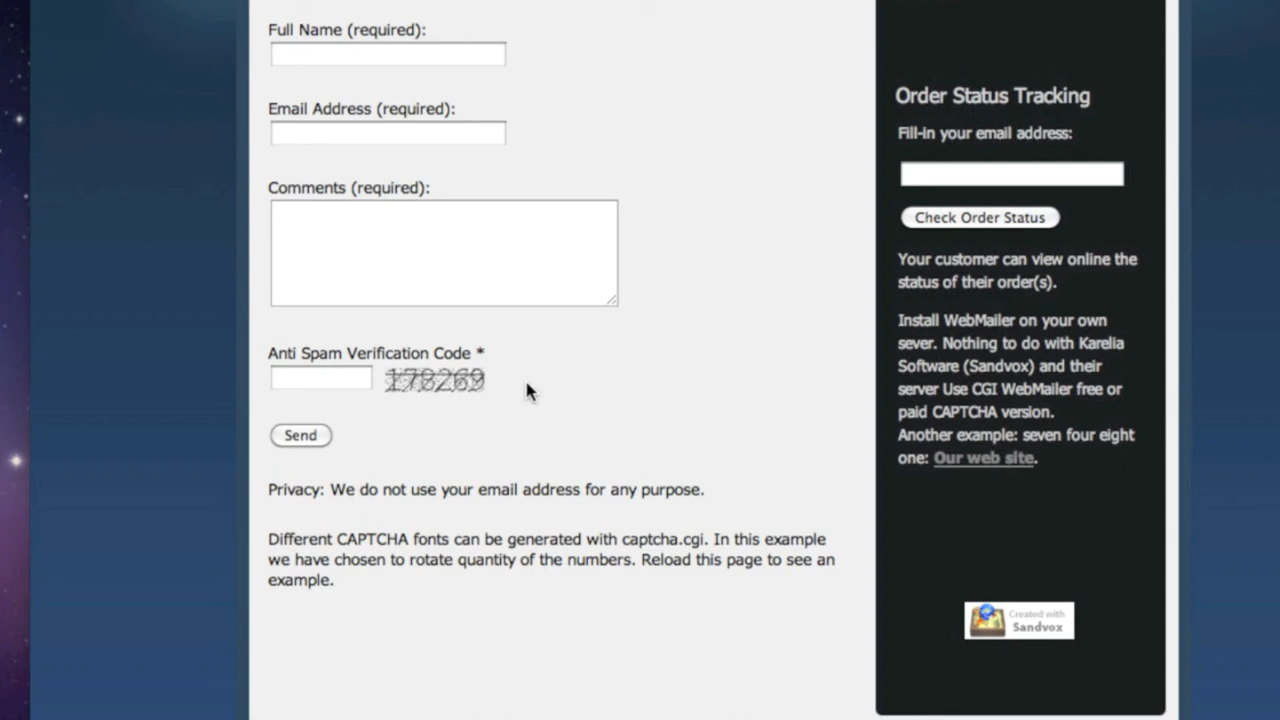 Full Name (required):
Email Address (required):
Comments (required):
Anti Spam Verification Code *
178269
Send
Privacy: We do not use your email address for any purpose.
Different CAPTCHA fonts can be generated with captcha.cgi. In this example
we have chosen to rotate quantity of the numbers. Reload this page to see an
example.
Order Status Tracking
Fill-in your email address:
Check Order Status
Your customer can view online the
status of their order(s).
Install WebMailer on your own
sever. Nothing to do with Karelia
Software (Sandvox) and their
server Use CGI WebMailer free or
paid CAPTCHA version.
Another example: seven four eight
one: Our web site.
Created with
Sandvox